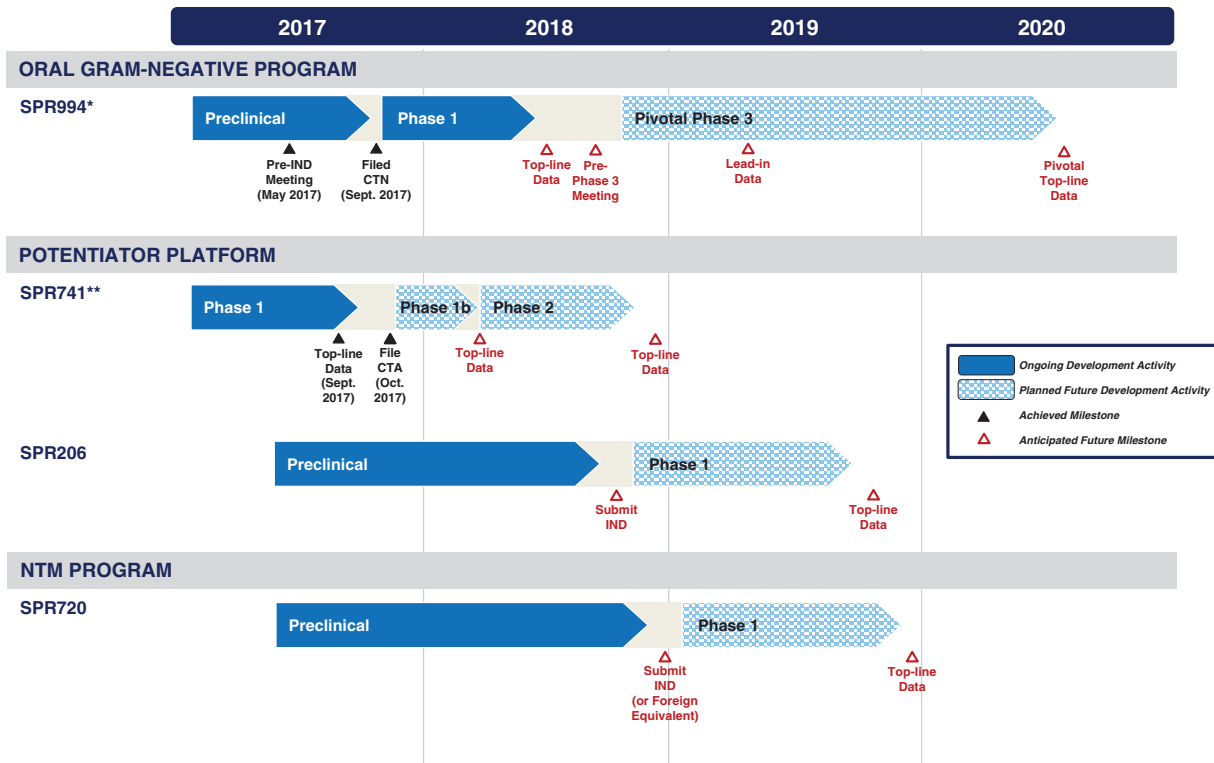 2017 2018 2019 2020
ORAL GRAM-NEGATIVE PROGRAM
SPR994*
Preclinical
Phase 1
Pivotal Phase 3
Pre-IND
Meeting
(May 2017)
Filed
CTN
(Sept. 2017)
Top-line
Data
Pre-
Phase 3
Meeting
Lead-in
Data
Pivotal
Top-line
Data
POTENTIATOR PLATFORM
SPR741**
Phase 1
Phase 1b
Phase 2
Top-line
Data
(Sept.
2017)
File
CTA
(Oct.
2017)
Top-line
Data
Top-line
Data
Ongoing Development Activity
Planned Future Development Activity
Achieved Milestone
Anticipated Future Milestone
SPR206
Preclinical
Phase 1
Submit
IND
Top-line
Data
NTM PROGRAM
SPR720
Preclinical
Phase 1
Submit
IND
(or Foreign
Equivalent)
Top-line
Data